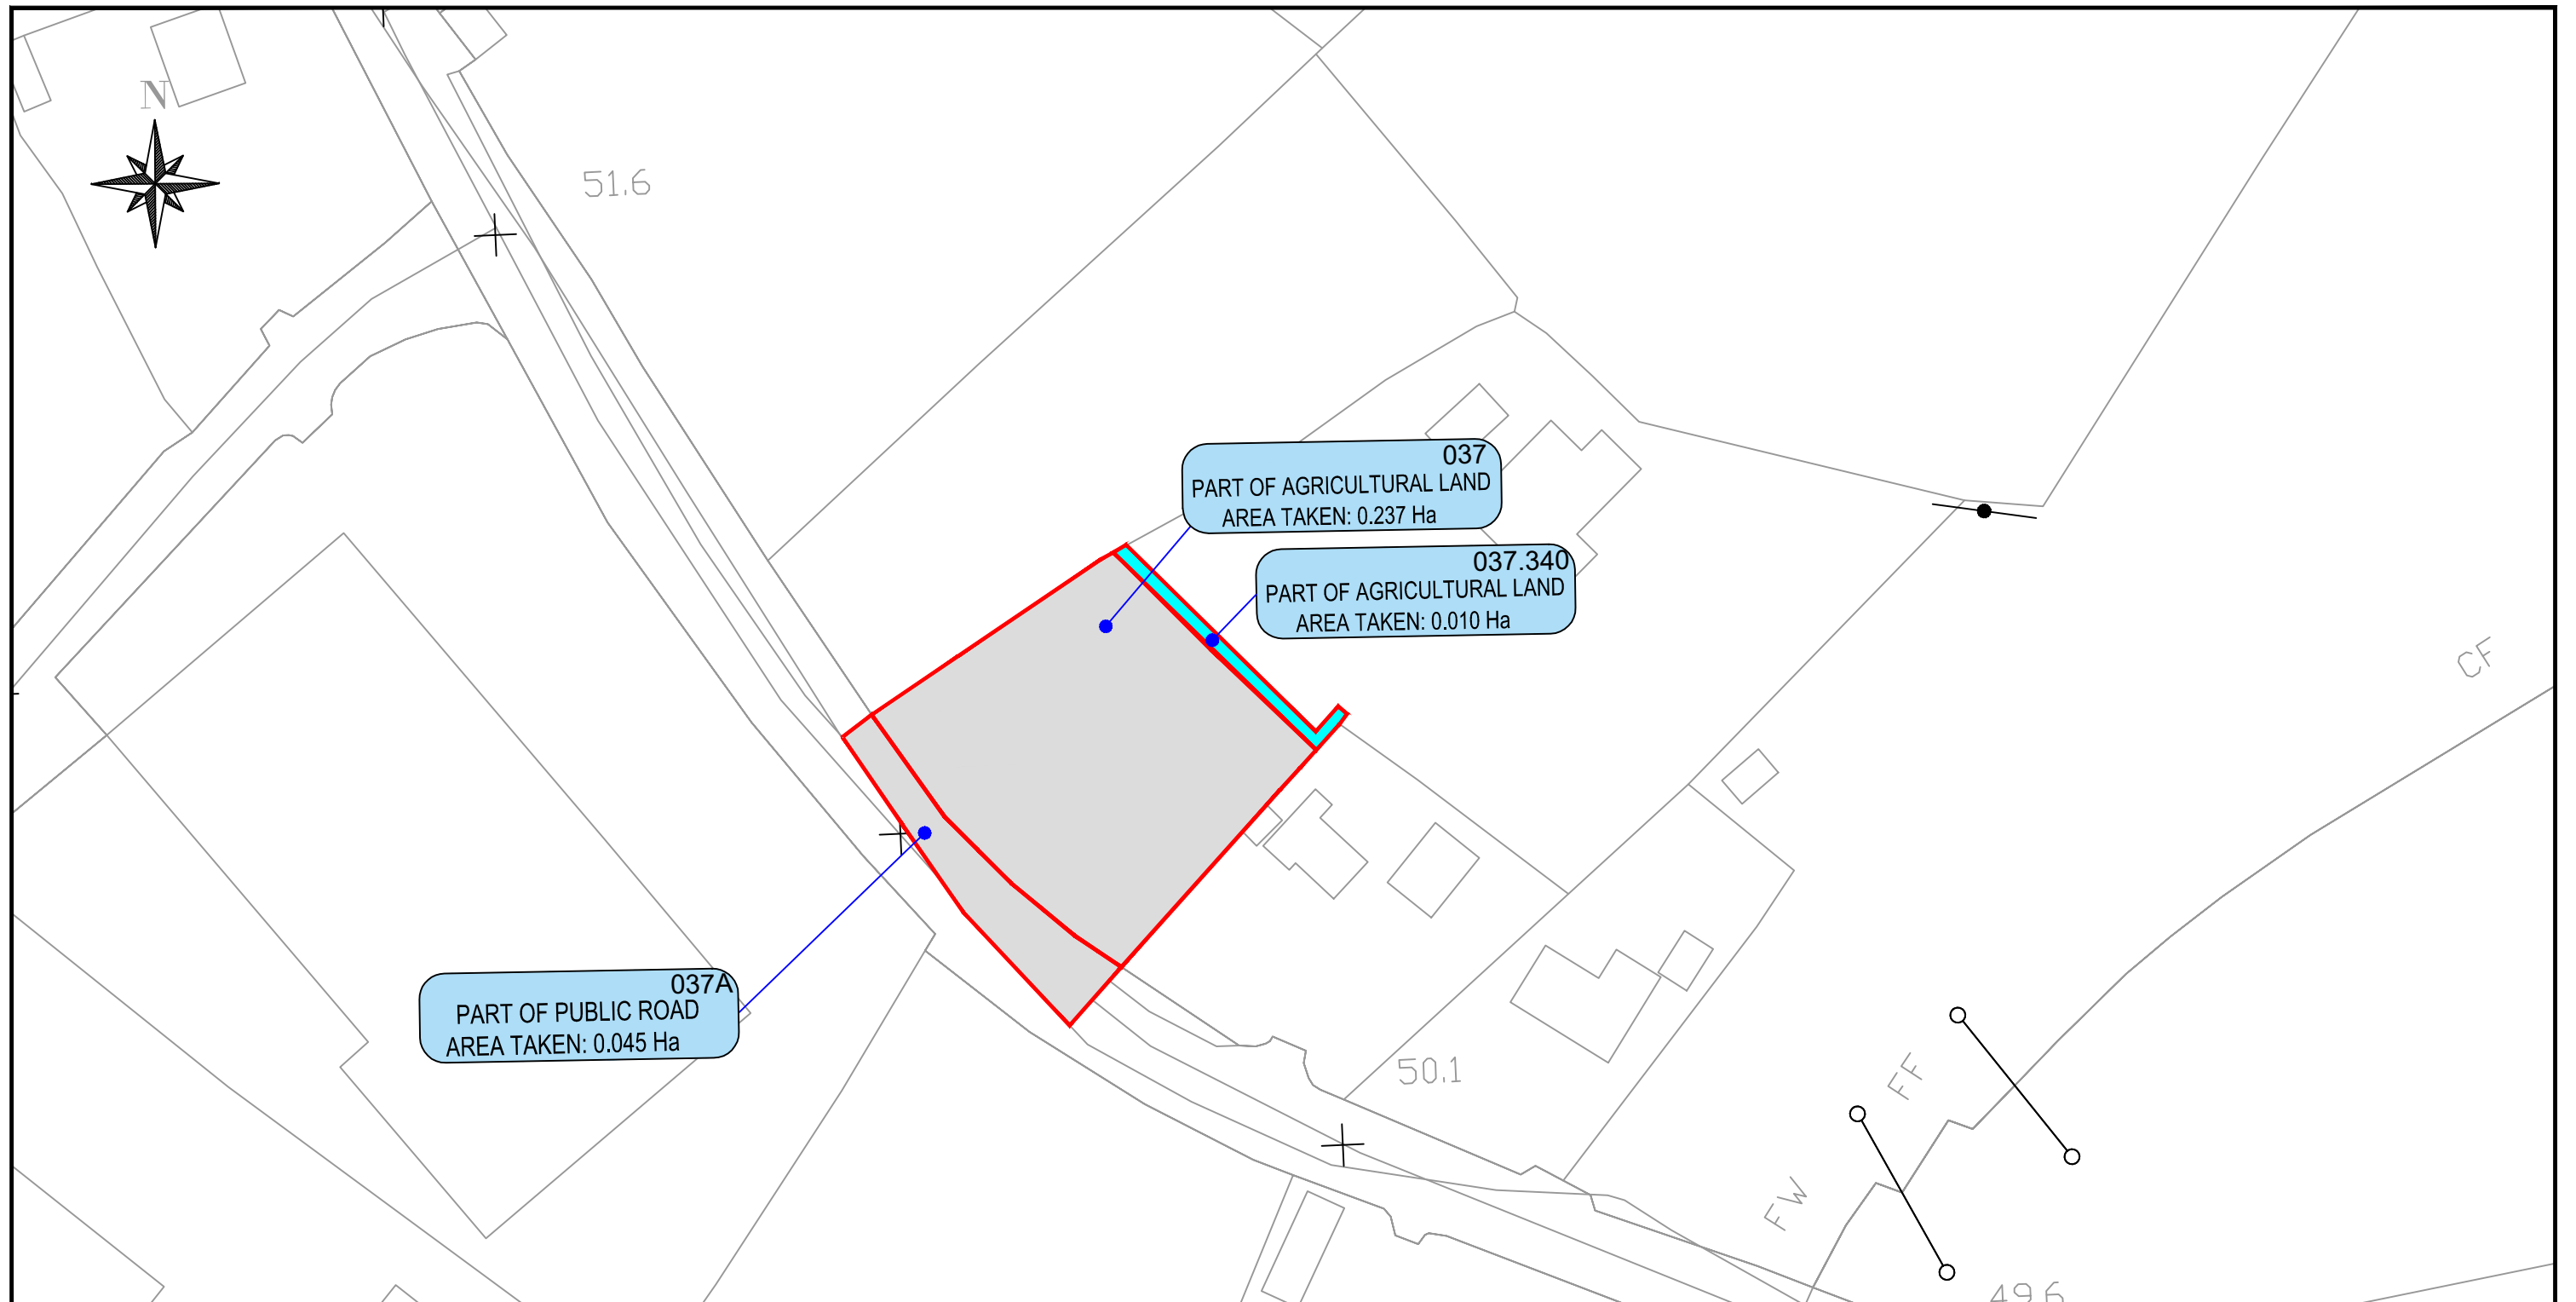 N
51.6
037
PART OF AGRICULTURAL LAND
AREA TAKEN: 0.237 Ha
037.340
PART OF AGRICULTURAL LAND
AREA TAKEN: 0.010 Ha
CF
037A
PART OF PUBLIC ROAD
AREA TAKEN: 0.045 Ha
50.1
FF
FW
49.6